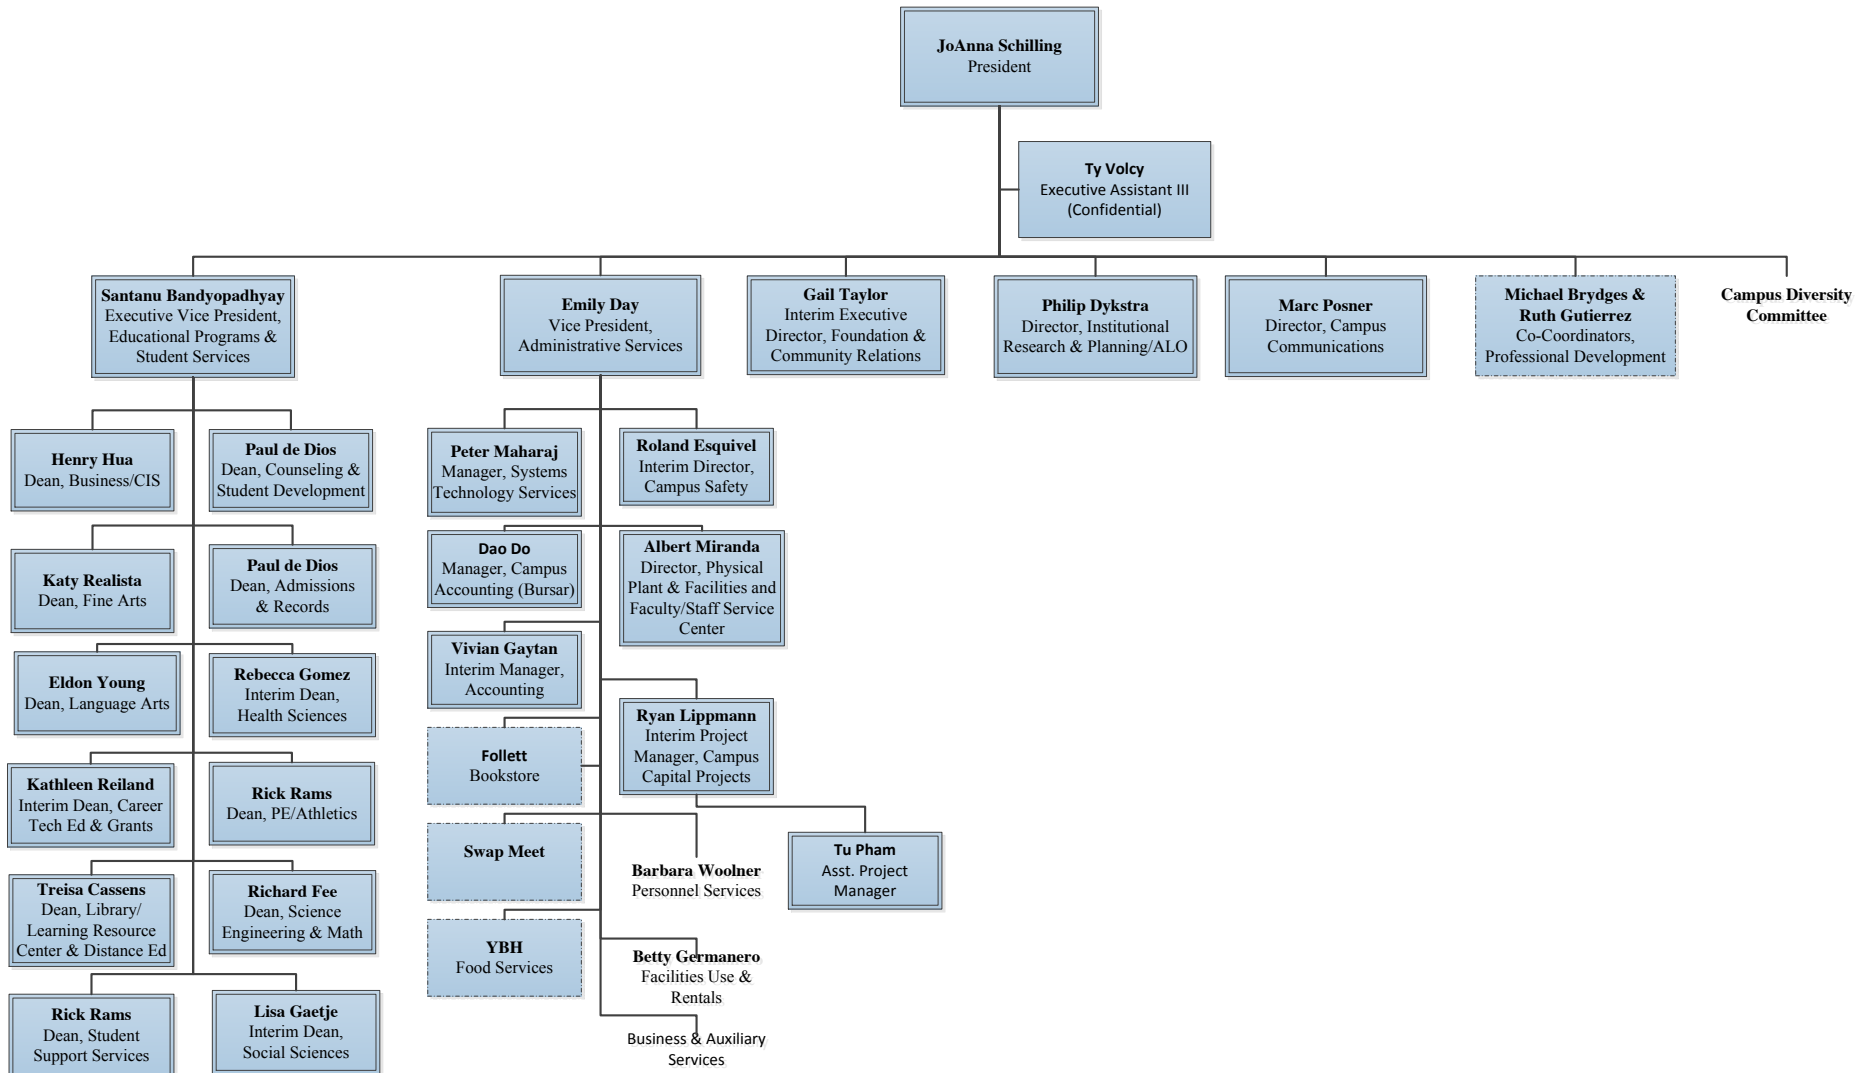 JoAnna Schilling
President
Ty Volcy
Executive Assistant III
(Confidential)
Santanu Bandyopadhyay
Executive Vice President,
Educational Programs &
Student Services
Emily Day
Vice President,
Administrative Services
Gail Taylor
Interim Executive
Director, Foundation &
Community Relations
Philip Dykstra
Director, Institutional
Research & Planning/ALO
Marc Posner
Director, Campus
Communications
Michael Brydges &
Ruth Gutierrez
Co-Coordinators,
Professional Development
Campus Diversity
Committee
Henry Hua
Dean, Business/CIS
Paul de Dios
Dean, Counseling &
Student Development
Katy Realista
Dean, Fine Arts
Paul de Dios
Dean, Admissions
& Records
Eldon Young
Dean, Language Arts
Rebecca Gomez
Interim Dean,
Health Sciences
Kathleen Reiland
Interim Dean, Career
Tech Ed & Grants
Rick Rams
Dean, PE/Athletics
Treisa Cassens
Dean, Library/
Learning Resource
Center & Distance Ed
Richard Fee
Dean, Science
Engineering & Math
Rick Rams
Dean, Student
Support Services
Lisa Gaetje
Interim Dean,
Social Sciences
Peter Maharaj
Manager, Systems
Technology Services
Roland Esquivel
Interim Director,
Campus Safety
Dao Do
Manager, Campus
Accounting (Bursar)
Albert Miranda
Director, Physical
Plant & Facilities and
Faculty/Staff Service
Center
Vivian Gaytan
Interim Manager,
Accounting
Ryan Lippmann
Interim Project
Manager, Campus
Capital Projects
Follett
Bookstore
Tu Pham
Asst. Project
Manager
Swap Meet
Barbara Woolner
Personnel Services
YBH
Food Services
Betty Germanero
Facilities Use &
Rentals
Business & Auxiliary
Services